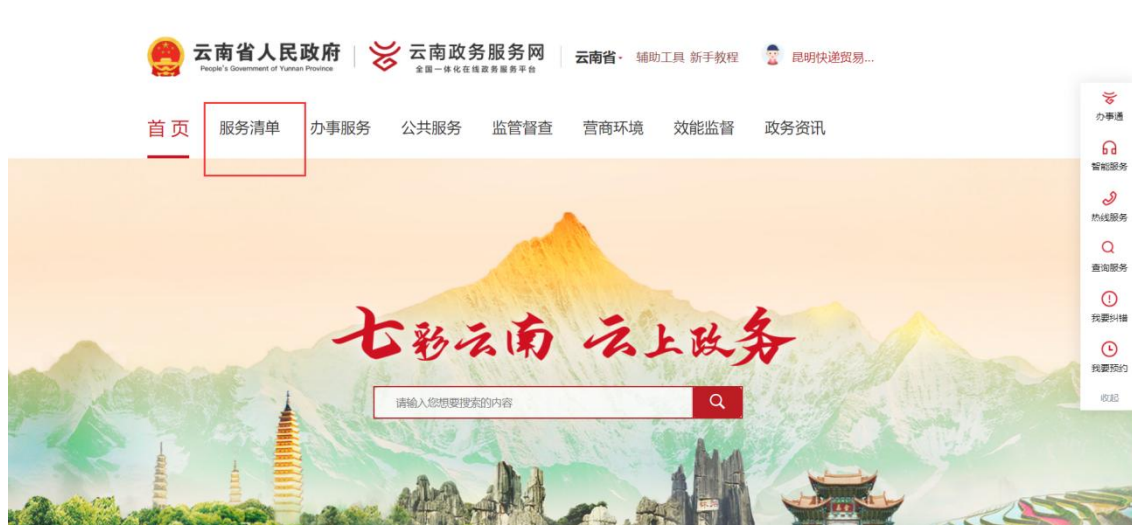 云南省人民政府
People's Government of Yunnan Province
云南政务服务网
全国一体化在线政务服务平台
云南省
辅助工具 新手教程
昆明快递贸易...
首页 服务清单 办事服务 公共服务 监管督查 营商环境 效能监督 政务资讯
七彩云南 云上政务
请输入您想要搜索的内容
办事通
智能服务
热线服务
查询服务
我要纠错
我要预约
收起